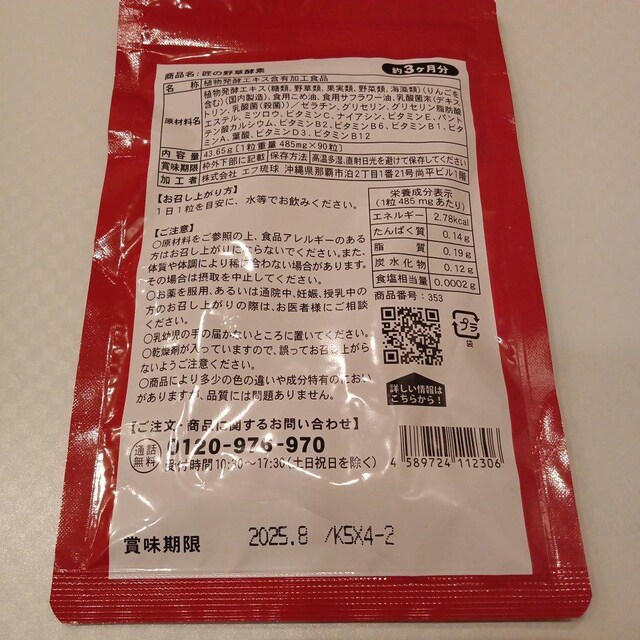 商品名:匠の野草酵素
約3ヶ月分
名 称 植物発酵エキス含有加工食品
原材料名 植物発酵エキス(糖類、野草類、果実類、野菜類、海藻類)(りんごを
含む)(国内製造)、食用こめ油、食用サフラワー油、乳酸菌末(デキス
トリン、乳酸菌(殺菌))/ゼラチン、グリセリン、グリセリン脂肪酸
エステル、ミツロウ、ビタミンC、ナイアシン、ビタミンE、パント
テン酸カルシウム、ビタミンB2、ビタミンB6、ビタミンB1、ビタ
ミンA、葉酸、ビタミンD3、ビタミンB12
内 容 量 43.65g[1粒重量 485mg×90粒]
賞味期限 枠外下部に記載 保存方法 高温多湿、直射日光を避けて保存してください
加 工 者 株式会社 エフ琉球 沖縄県那覇市泊2丁目1番21号尚平ビル1階
【お召し上がり方】
1日1粒を目安に、水等でお飲みください。
【ご注意】
○原材料をご参照の上、食品アレルギーのある
方はお召し上がりにならないでください。また、
体質や体調により稀に合わない場合があります。
その場合は摂取を中止してください。
○お薬を服用、あるいは通院中、妊娠、授乳中の
方のお召し上がりの際は、お医者様にご相談
ください。
○乳幼児の手の届かないところに置いてください。
○乾燥剤が入っていますので、誤ってお召し上がら
ないようご注意ください。
○商品により多少の色の違いや成分特有のにおい
がありますが、品質には問題ありません。
栄養成分表示
(1粒 485 mgあたり)
エネルギー 2.78kcal
たんぱく質 0.14g
脂 質 0.19g
炭 水 化 物 0.12g
食塩相当量 0.0002g
商品番号:353
プラ
袋
詳しい情報は
こちらから!
【ご注文・商品に関するお問い合わせ】
通話
無料
0120-976-970
受付時間10:30～17:30(土日祝日を除く)
4 589724 112306
賞味期限 2025.8 /K5X4-2